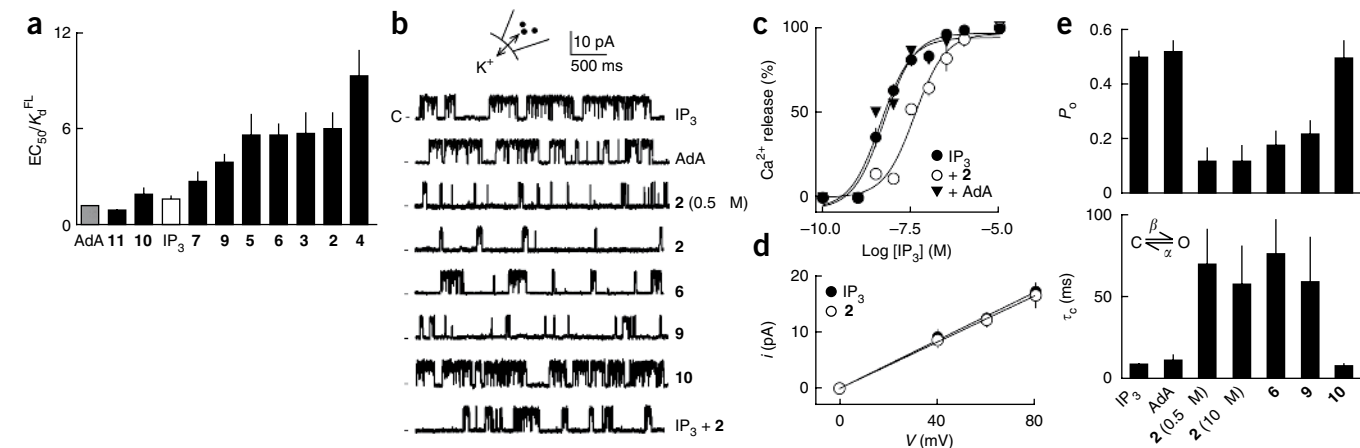 a
12
6
0
EC50/KdFL
AdA 11 10 IP3 7 9 5 6 3 2 4
b
K+
10 pA
500 ms
C
IP3
AdA
2 (0.5 M)
2
6
9
10
IP3 + 2
c
100
50
0
Ca2+ release (%)
IP3
+ 2
+ AdA
–10.0 –7.5 –5.0
Log [IP3] (M)
d
20
10
0
i (pA)
IP3
2
0 40 80
V (mV)
e
0.6
0.4
0.2
0
Po
100
50
0
τc (ms)
C β α O
IP3
AdA
2 (0.5 M)
2 (10 M)
6
9
10